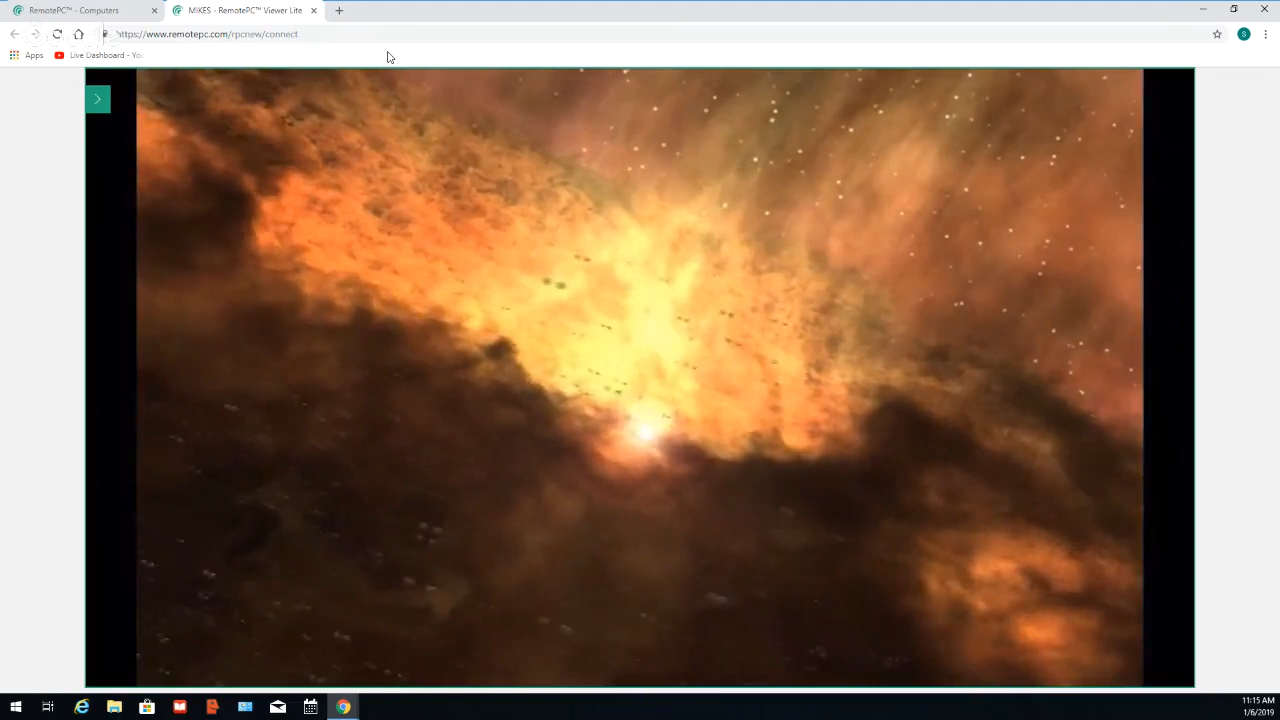 RemotePC™ - Computers
MIKES - RemotePC™ Viewer Lite
https://www.remotepc.com/rpcnew/connect
S
Apps
Live Dashboard - You
11:15 AM
1/6/2019